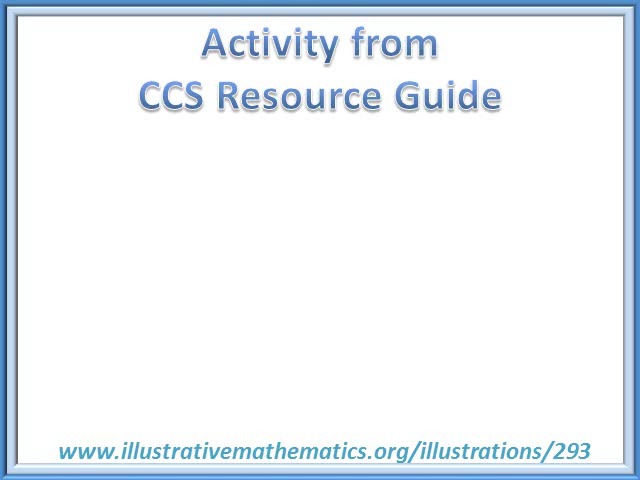 Activity from
CCS Resource Guide
www.illustrativemathematics.org/illustrations/293